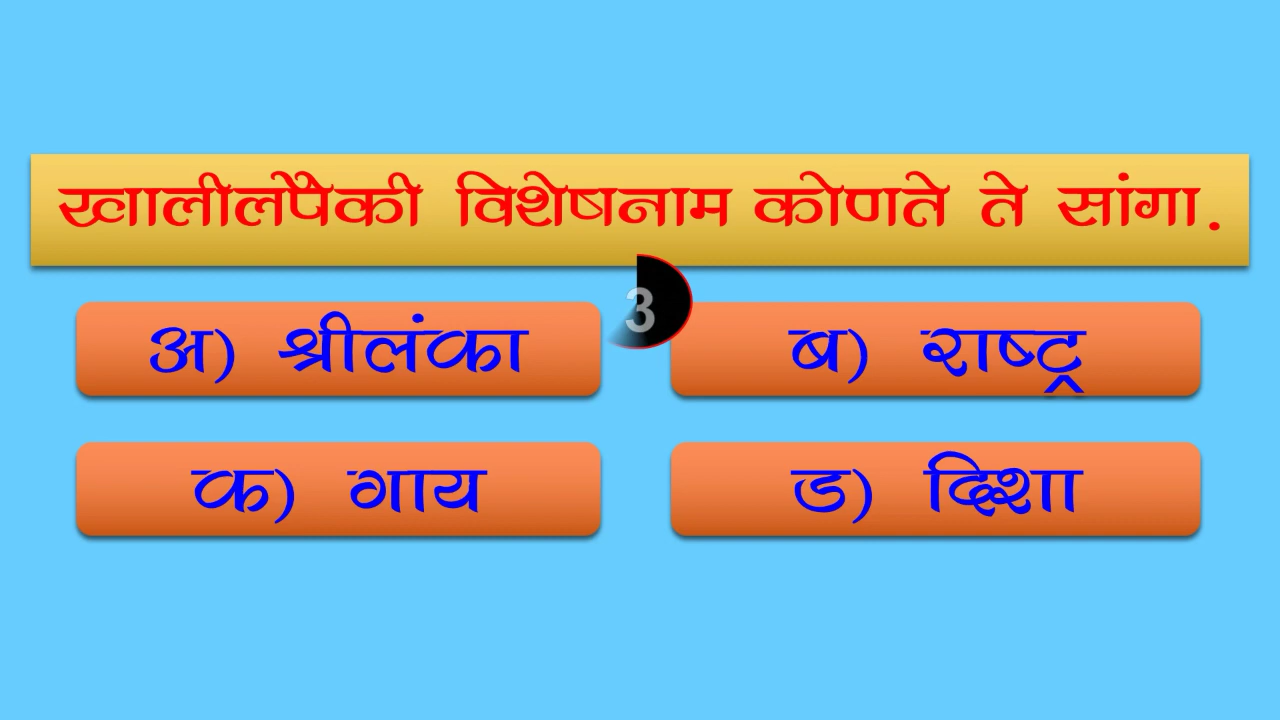 खालीलपैकी विशेषनाम कोणते ते सांगा.
3
अ) श्रीलंका
ब) राष्ट्र
क) गाय
ड) दिशा